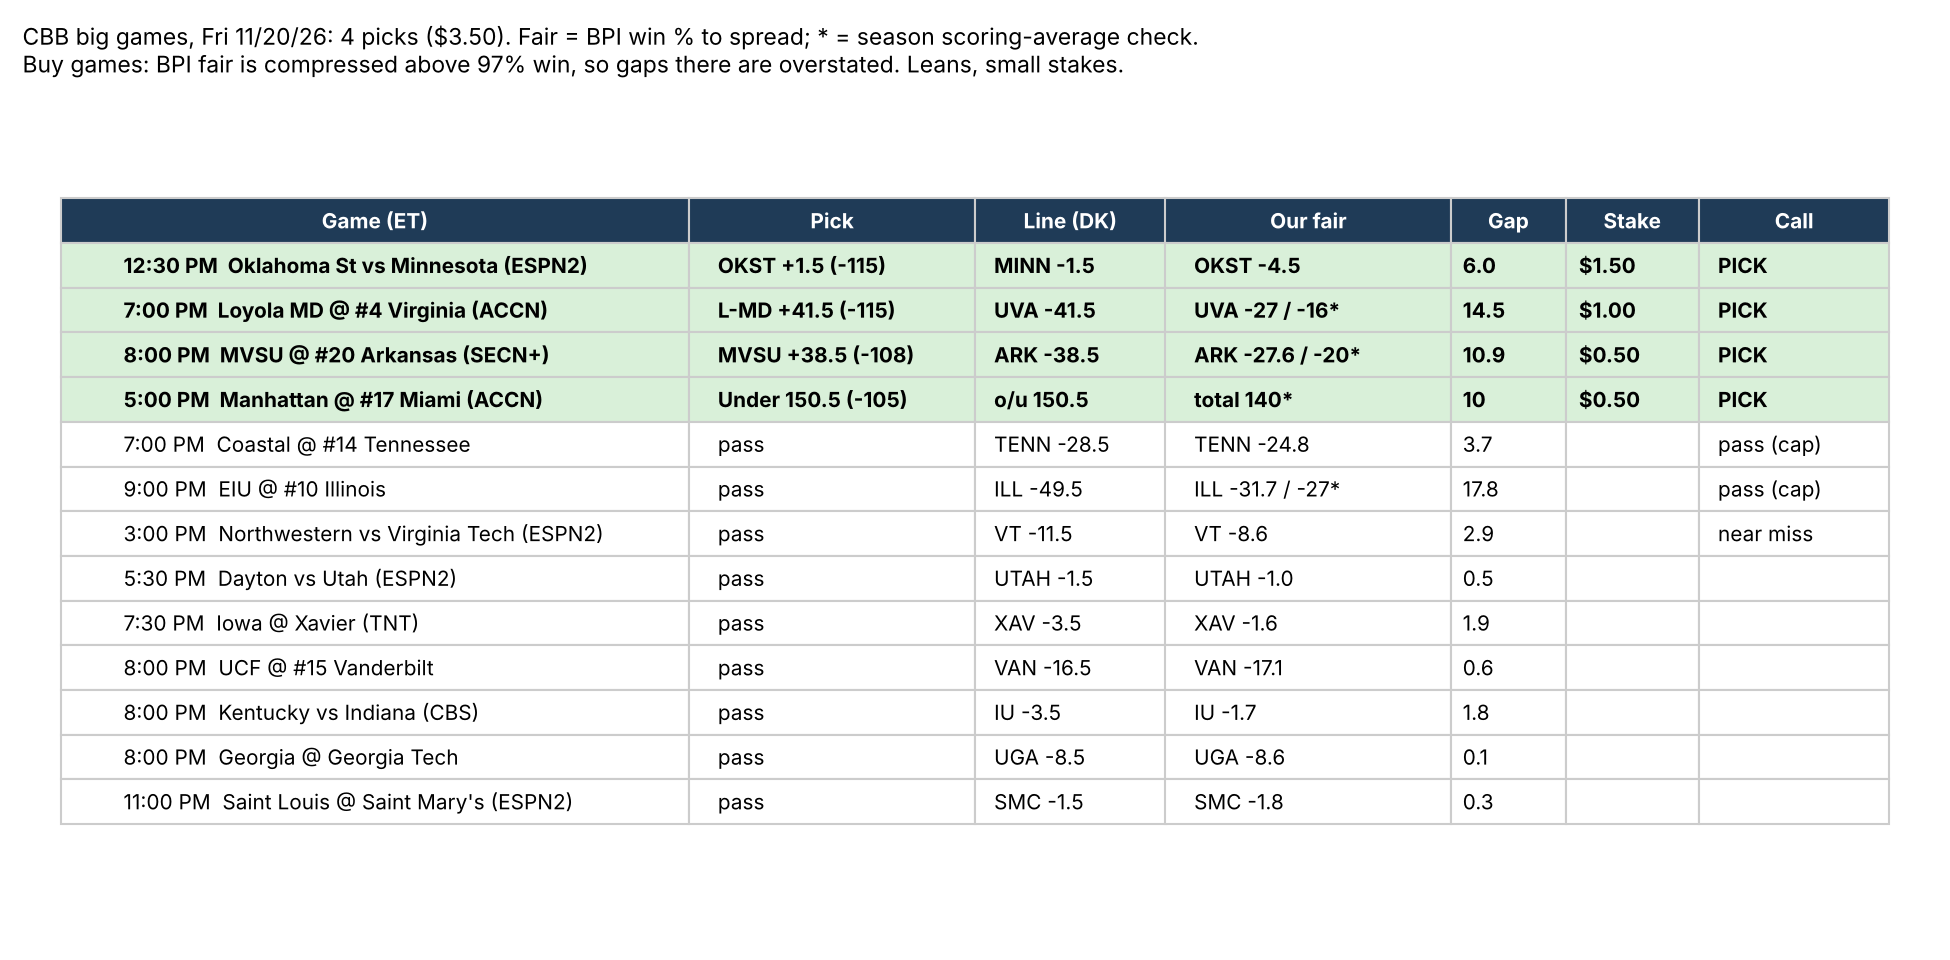 CBB big games, Fri 11/20/26: 4 picks ($3.50). Fair = BPI win % to spread; * = season scoring-average check.
Buy games: BPI fair is compressed above 97% win, so gaps there are overstated. Leans, small stakes.
Game (ET) Pick Line (DK) Our fair Gap Stake Call
12:30 PM Oklahoma St vs Minnesota (ESPN2) OKST +1.5 (-115) MINN -1.5 OKST -4.5 6.0 $1.50 PICK
7:00 PM Loyola MD @ #4 Virginia (ACCN) L-MD +41.5 (-115) UVA -41.5 UVA -27 / -16* 14.5 $1.00 PICK
8:00 PM MVSU @ #20 Arkansas (SECN+) MVSU +38.5 (-108) ARK -38.5 ARK -27.6 / -20* 10.9 $0.50 PICK
5:00 PM Manhattan @ #17 Miami (ACCN) Under 150.5 (-105) o/u 150.5 total 140* 10 $0.50 PICK
7:00 PM Coastal @ #14 Tennessee pass TENN -28.5 TENN -24.8 3.7 pass (cap)
9:00 PM EIU @ #10 Illinois pass ILL -49.5 ILL -31.7 / -27* 17.8 pass (cap)
3:00 PM Northwestern vs Virginia Tech (ESPN2) pass VT -11.5 VT -8.6 2.9 near miss
5:30 PM Dayton vs Utah (ESPN2) pass UTAH -1.5 UTAH -1.0 0.5
7:30 PM Iowa @ Xavier (TNT) pass XAV -3.5 XAV -1.6 1.9
8:00 PM UCF @ #15 Vanderbilt pass VAN -16.5 VAN -17.1 0.6
8:00 PM Kentucky vs Indiana (CBS) pass IU -3.5 IU -1.7 1.8
8:00 PM Georgia @ Georgia Tech pass UGA -8.5 UGA -8.6 0.1
11:00 PM Saint Louis @ Saint Mary's (ESPN2) pass SMC -1.5 SMC -1.8 0.3